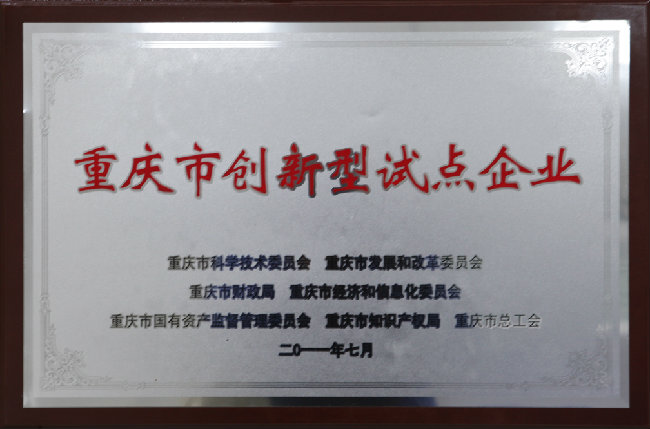 重庆市创新型试点企业
重庆市科学技术委员会 重庆市发展和改革委员会
重庆市财政局 重庆市经济和信息化委员会
重庆市国有资产监督管理委员会 重庆市知识产权局 重庆市总工会
二0一一年七月